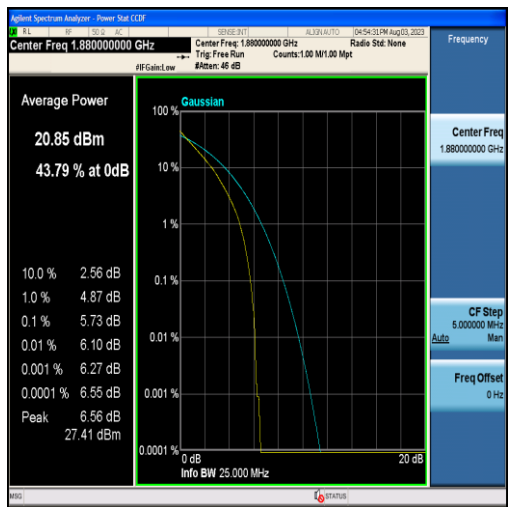 Agilent Spectrum Analyzer - Power Stat CCDF
RL RF 50 Ω AC SENSE:INT ALIGN AUTO 04:54:31 PM Aug 03, 2023
Center Freq 1.880000000 GHz
Center Freq: 1.880000000 GHz Radio Std: None
Trig: Free Run Counts:1.00 M/1.00 Mpt
#IFGain:Low #Atten: 46 dB
Frequency
Average Power
20.85 dBm
43.79 % at 0dB
10.0 % 2.56 dB
1.0 % 4.87 dB
0.1 % 5.73 dB
0.01 % 6.10 dB
0.001 % 6.27 dB
0.0001 % 6.55 dB
Peak 6.56 dB
27.41 dBm
Gaussian
100 %
10 %
1 %
0.1 %
0.01 %
0.001 %
0.0001 %
0 dB 20 dB
Info BW 25.000 MHz
Center Freq
1.880000000 GHz
CF Step
5.000000 MHz
Auto Man
Freq Offset
0 Hz
MSG STATUS